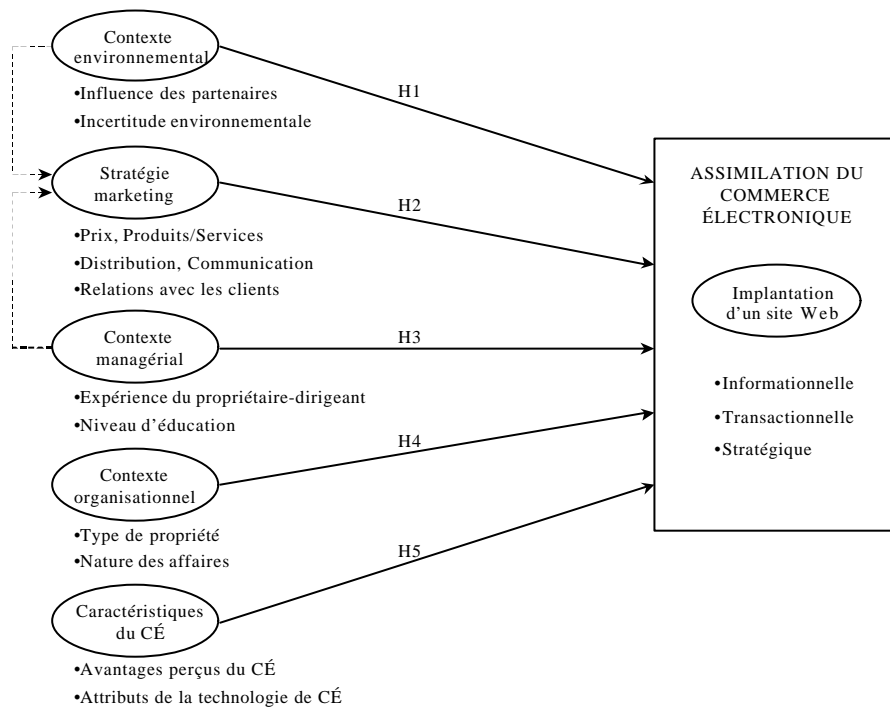 Contexte
environnemental
•Influence des partenaires
•Incertitude environnementale
H1
Stratégie
marketing
•Prix, Produits/Services
•Distribution, Communication
•Relations avec les clients
H2
Contexte
managérial
•Expérience du propriétaire-dirigeant
•Niveau d’éducation
H3
Contexte
organisationnel
•Type de propriété
•Nature des affaires
H4
Caractéristiques
du CÉ
•Avantages perçus du CÉ
•Attributs de la technologie de CÉ
H5
ASSIMILATION DU
COMMERCE
ÉLECTRONIQUE
Implantation
d’un site Web
•Informationnelle
•Transactionnelle
•Stratégique